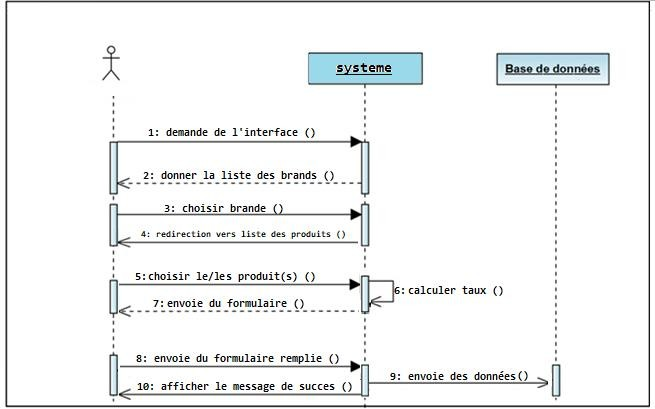 systeme
Base de données
1: demande de l'interface ()
2: donner la liste des brands ()
3: choisir brande ()
4: redirection vers liste des produits ()
5:choisir le/les produit(s) ()
6:calculer taux ()
7: envoie du formulaire ()
8: envoie du formulaire remplie ()
9: envoie des données()
10: afficher le message de succes ()